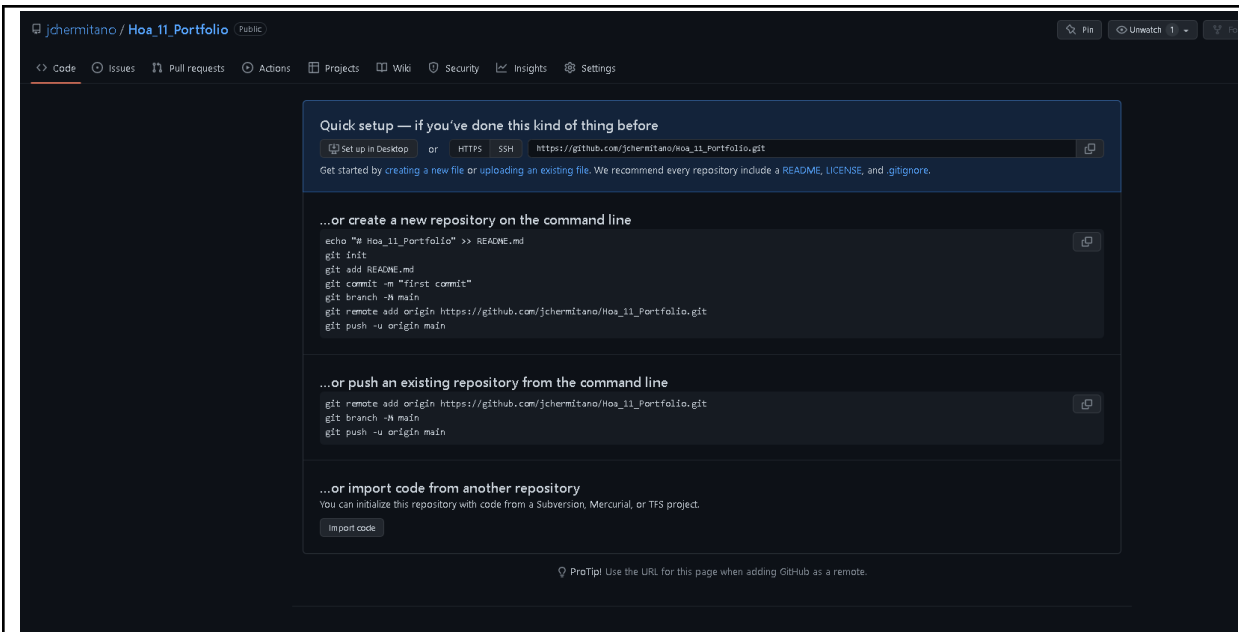 jchermitano / Hoa_11_Portfolio Public
Pin
Unwatch 1
Fo
Code
Issues
Pull requests
Actions
Projects
Wiki
Security
Insights
Settings
Quick setup — if you've done this kind of thing before
Set up in Desktop or HTTPS SSH https://github.com/jchermitano/Hoa_11_Portfolio.git
Get started by creating a new file or uploading an existing file. We recommend every repository include a README, LICENSE, and .gitignore.
...or create a new repository on the command line
echo "# Hoa_11_Portfolio" >> README.md
git init
git add README.md
git commit -m "first commit"
git branch -M main
git remote add origin https://github.com/jchermitano/Hoa_11_Portfolio.git
git push -u origin main
...or push an existing repository from the command line
git remote add origin https://github.com/jchermitano/Hoa_11_Portfolio.git
git branch -M main
git push -u origin main
...or import code from another repository
You can initialize this repository with code from a Subversion, Mercurial, or TFS project.
Import code
ProTip! Use the URL for this page when adding GitHub as a remote.